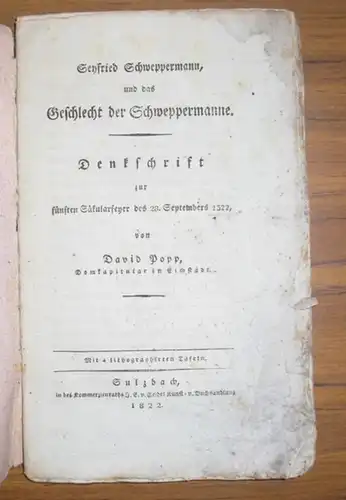 Seyfried Schweppermann,
und das
Geschlecht der Schweppermanne.
Denkschrift
zur
fünften Säkularfeyer des 28. Septembers 1322,
von
David Popp,
Domkapitular in Eichstädt.
Mit 4 lithographirten Tafeln.
Sulzbach,
in des Kommerzienraths J. E. v. Seidel Kunst- u. Buchhandlung
1822.